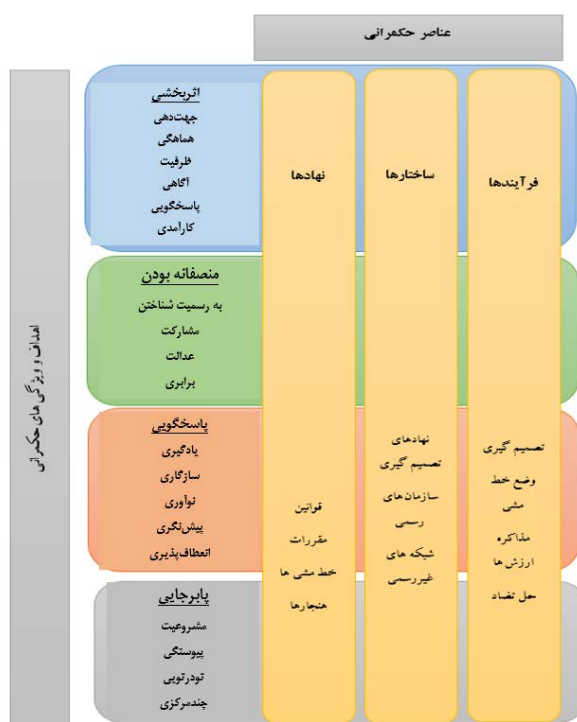 عناصر حکمرانی
اهداف و ویژگی های حکمرانی
فرآیندها
تصمیم گیری
وضع خط
مشی
مذاکره
ارزش ها
حل تضاد
ساختارها
نهادهای
تصمیم گیری
سازمان‌های
رسمی
شبکه های
غیررسمی
نهادها
قوانین
مقررات
خط مشی ها
هنجارها
اثربخشی
جهت‌دهی
هماهنگی
ظرفیت
آگاهی
پاسخگویی
کارآمدی
منصفانه بودن
به رسمیت شناختن
مشارکت
عدالت
برابری
پاسخگویی
یادگیری
سازگاری
نوآوری
پیش‌نگری
انعطاف‌پذیری
پابرجایی
مشروعیت
پیوستگی
تودرتویی
چندمرکزی